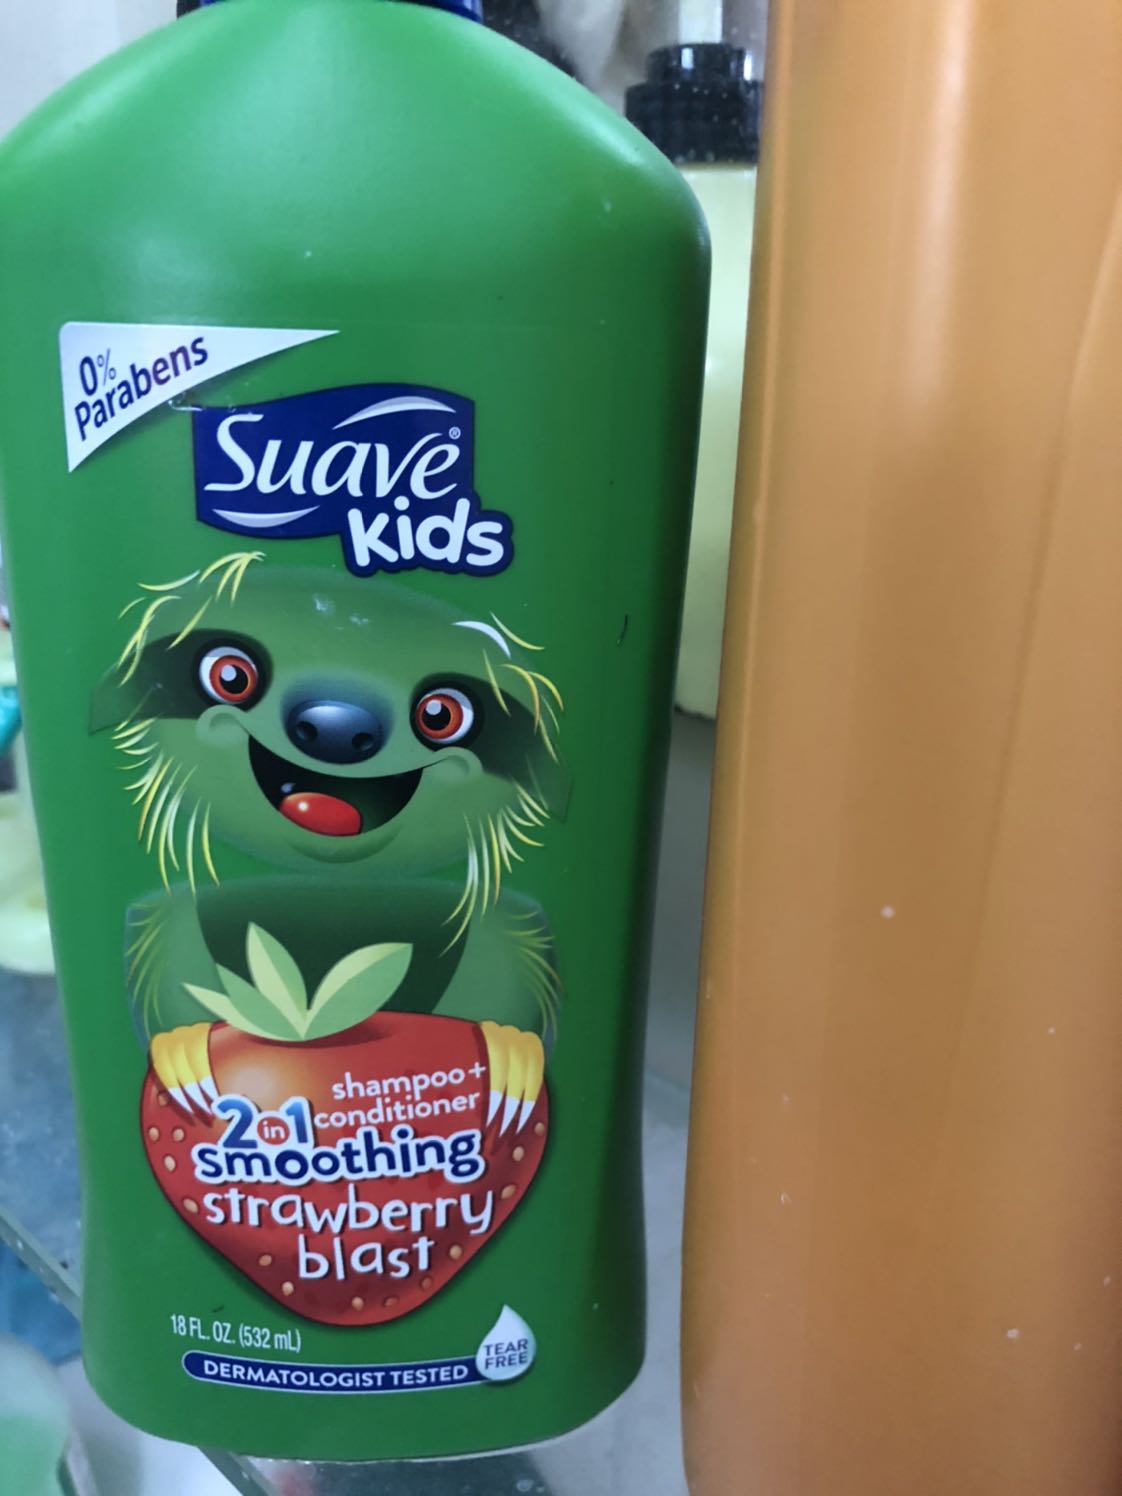 0%
Parabens
Suave®
kids
shampoo+
2in1 conditioner
smoothing
strawberry
blast
18 FL. OZ. (532 mL)
TEAR
FREE
DERMATOLOGIST TESTED